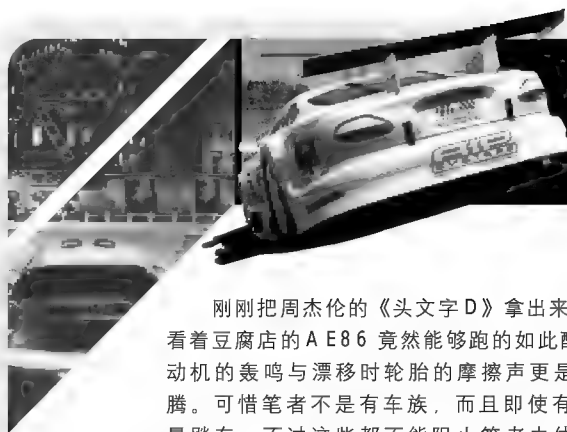 刚刚把周杰伦的《头文字D》拿出来
看着豆腐店的AE86 竟然能够跑的如此
动机的轰鸣与漂移时轮胎的摩擦声更是
腾。可惜笔者不是有车族，而且即使有